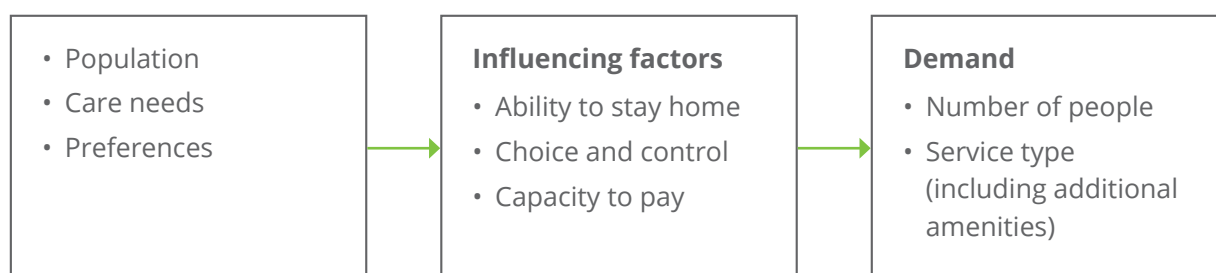 • Population
• Care needs
• Preferences
Influencing factors
• Ability to stay home
• Choice and control
• Capacity to pay
Demand
• Number of people
• Service type
(including additional
amenities)